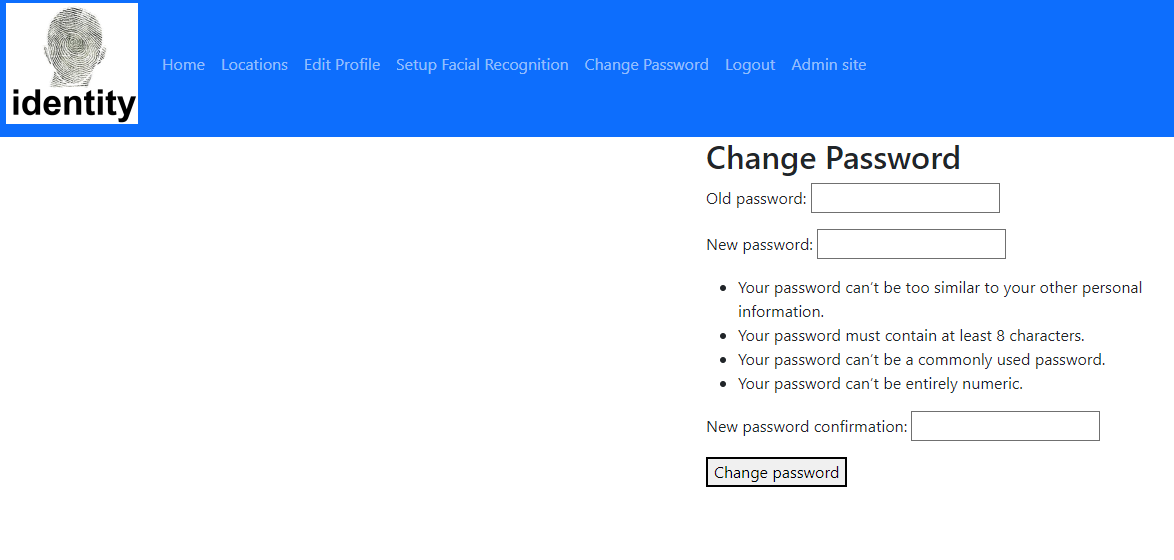 identity
Home Locations Edit Profile Setup Facial Recognition Change Password Logout Admin site
Change Password
Old password:
New password:
• Your password can’t be too similar to your other personal
information.
• Your password must contain at least 8 characters.
• Your password can’t be a commonly used password.
• Your password can’t be entirely numeric.
New password confirmation:
Change password